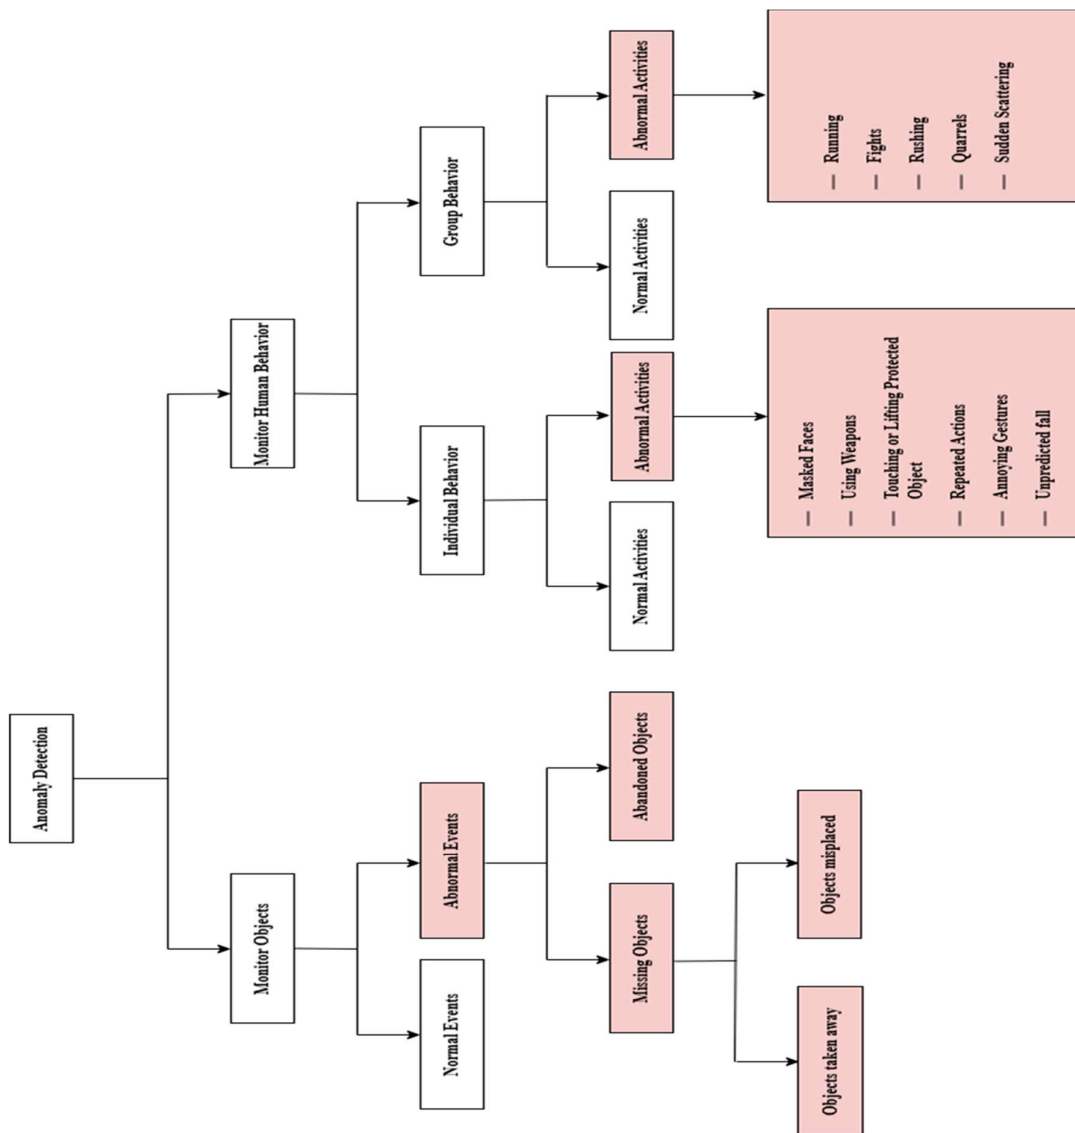 Anomaly Detection
Monitor Objects
Monitor Human Behavior
Normal Events
Abnormal Events
Individual Behavior
Group Behavior
Missing Objects
Abandoned Objects
Normal Activities
Abnormal Activities
Normal Activities
Abnormal Activities
Objects taken away
Objects misplaced
– Masked Faces
– Using Weapons
– Touching or Lifting Protected
Object
– Repeated Actions
– Annoying Gestures
– Unpredicted fall
– Running
– Fights
– Rushing
– Quarrels
– Sudden Scattering